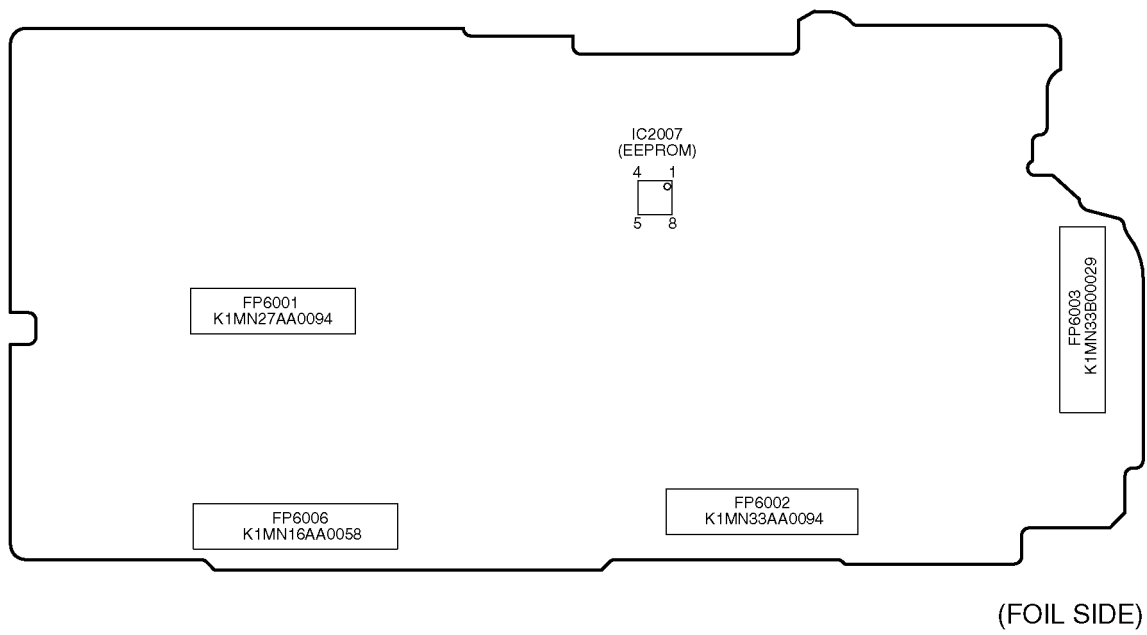 IC2007
(EEPROM)
4 1
5 8
FP6001
K1MN27AA0094
FP6003
K1MN33B00029
FP6002
K1MN33AA0094
FP6006
K1MN16AA0058
(FOIL SIDE)